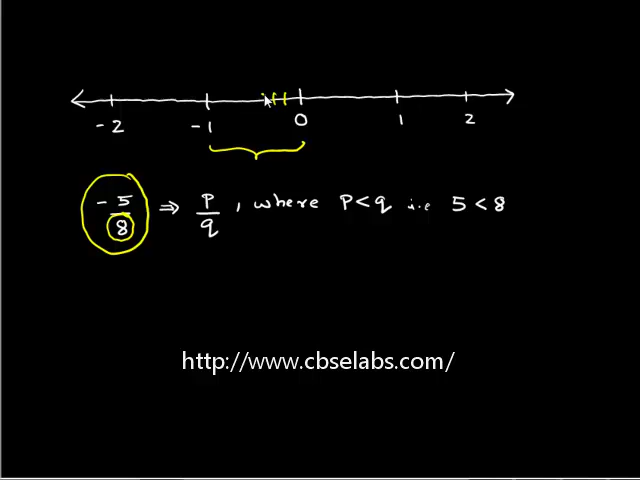 -2 -1 0 1 2
-5/8 ⇒ P/q, where P<q i.e 5<8
http://www.cbselabs.com/